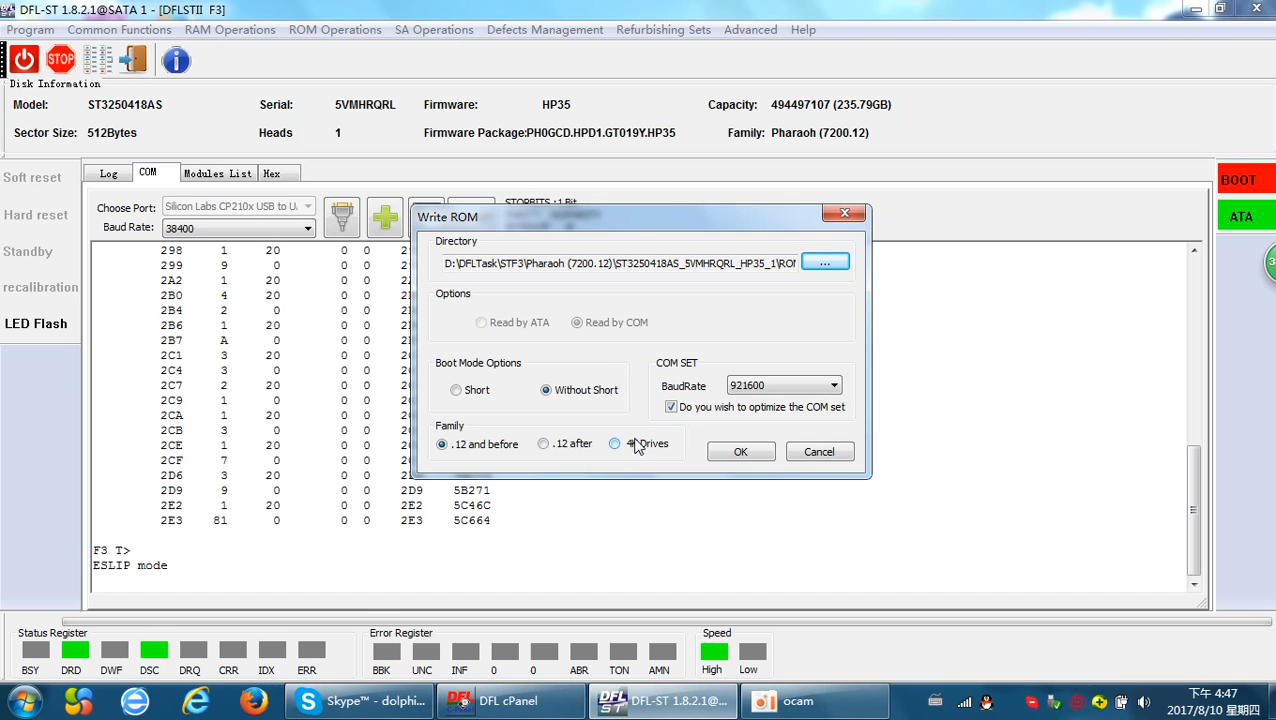 DFL-ST 1.8.2.1@SATA 1 - [DFLSTII F3]
Program Common Functions RAM Operations ROM Operations SA Operations Defects Management Refurbishing Sets Advanced Help
STOP
Disk Information
Model: ST3250418AS Serial: 5VMHRQRL Firmware: HP35 Capacity: 494497107 (235.79GB)
Sector Size: 512Bytes Heads 1 Firmware Package:PH0GCD.HPD1.GT019Y.HP35 Family: Pharaoh (7200.12)
Soft reset
Hard reset
Standby
recalibration
LED Flash
Log COM Modules List Hex
Choose Port: Silicon Labs CP210x USB to U
Baud Rate: 38400
STOPBITS :1 Bit
298 1 20 0 0
299 9 0 0 0
2A2 1 20 0 0
2B0 4 20 0 0
2B4 2 0 0 0
2B6 1 20 0 0
2B7 A 0 0 0
2C1 3 20 0 0
2C4 3 20 0 0
2C7 2 20 0 0
2C9 1 20 0 0
2CA 1 20 0 0
2CB 3 0 0 0
2CE 1 20 0 0
2CF 7 0 0 0
2D6 3 20 0 0
2D9 9 0 0 0 2D9 5B271
2E2 1 20 0 0 2E2 5C46C
2E3 81 0 0 0 2E3 5C664
F3 T>
ESLIP mode
Write ROM
Directory
D:\DFLTask\STF3\Pharaoh (7200.12)\ST3250418AS_5VMHRQRL_HP35_1\ROM
...
Options
Read by ATA Read by COM
Boot Mode Options
Short Without Short
COM SET
BaudRate 921600
Do you wish to optimize the COM set
Family
.12 and before .12 after
OK Cancel
BOOT
ATA
Status Register
BSY DRD DWF DSC DRQ CRR IDX ERR
Error Register
BBK UNC INF 0 0 ABR TON AMN
Speed
High Low
Skype™ - dolphi...
DFL cPanel
DFL-ST 1.8.2.1@...
ocam
下午 4:47
2017/8/10 星期四